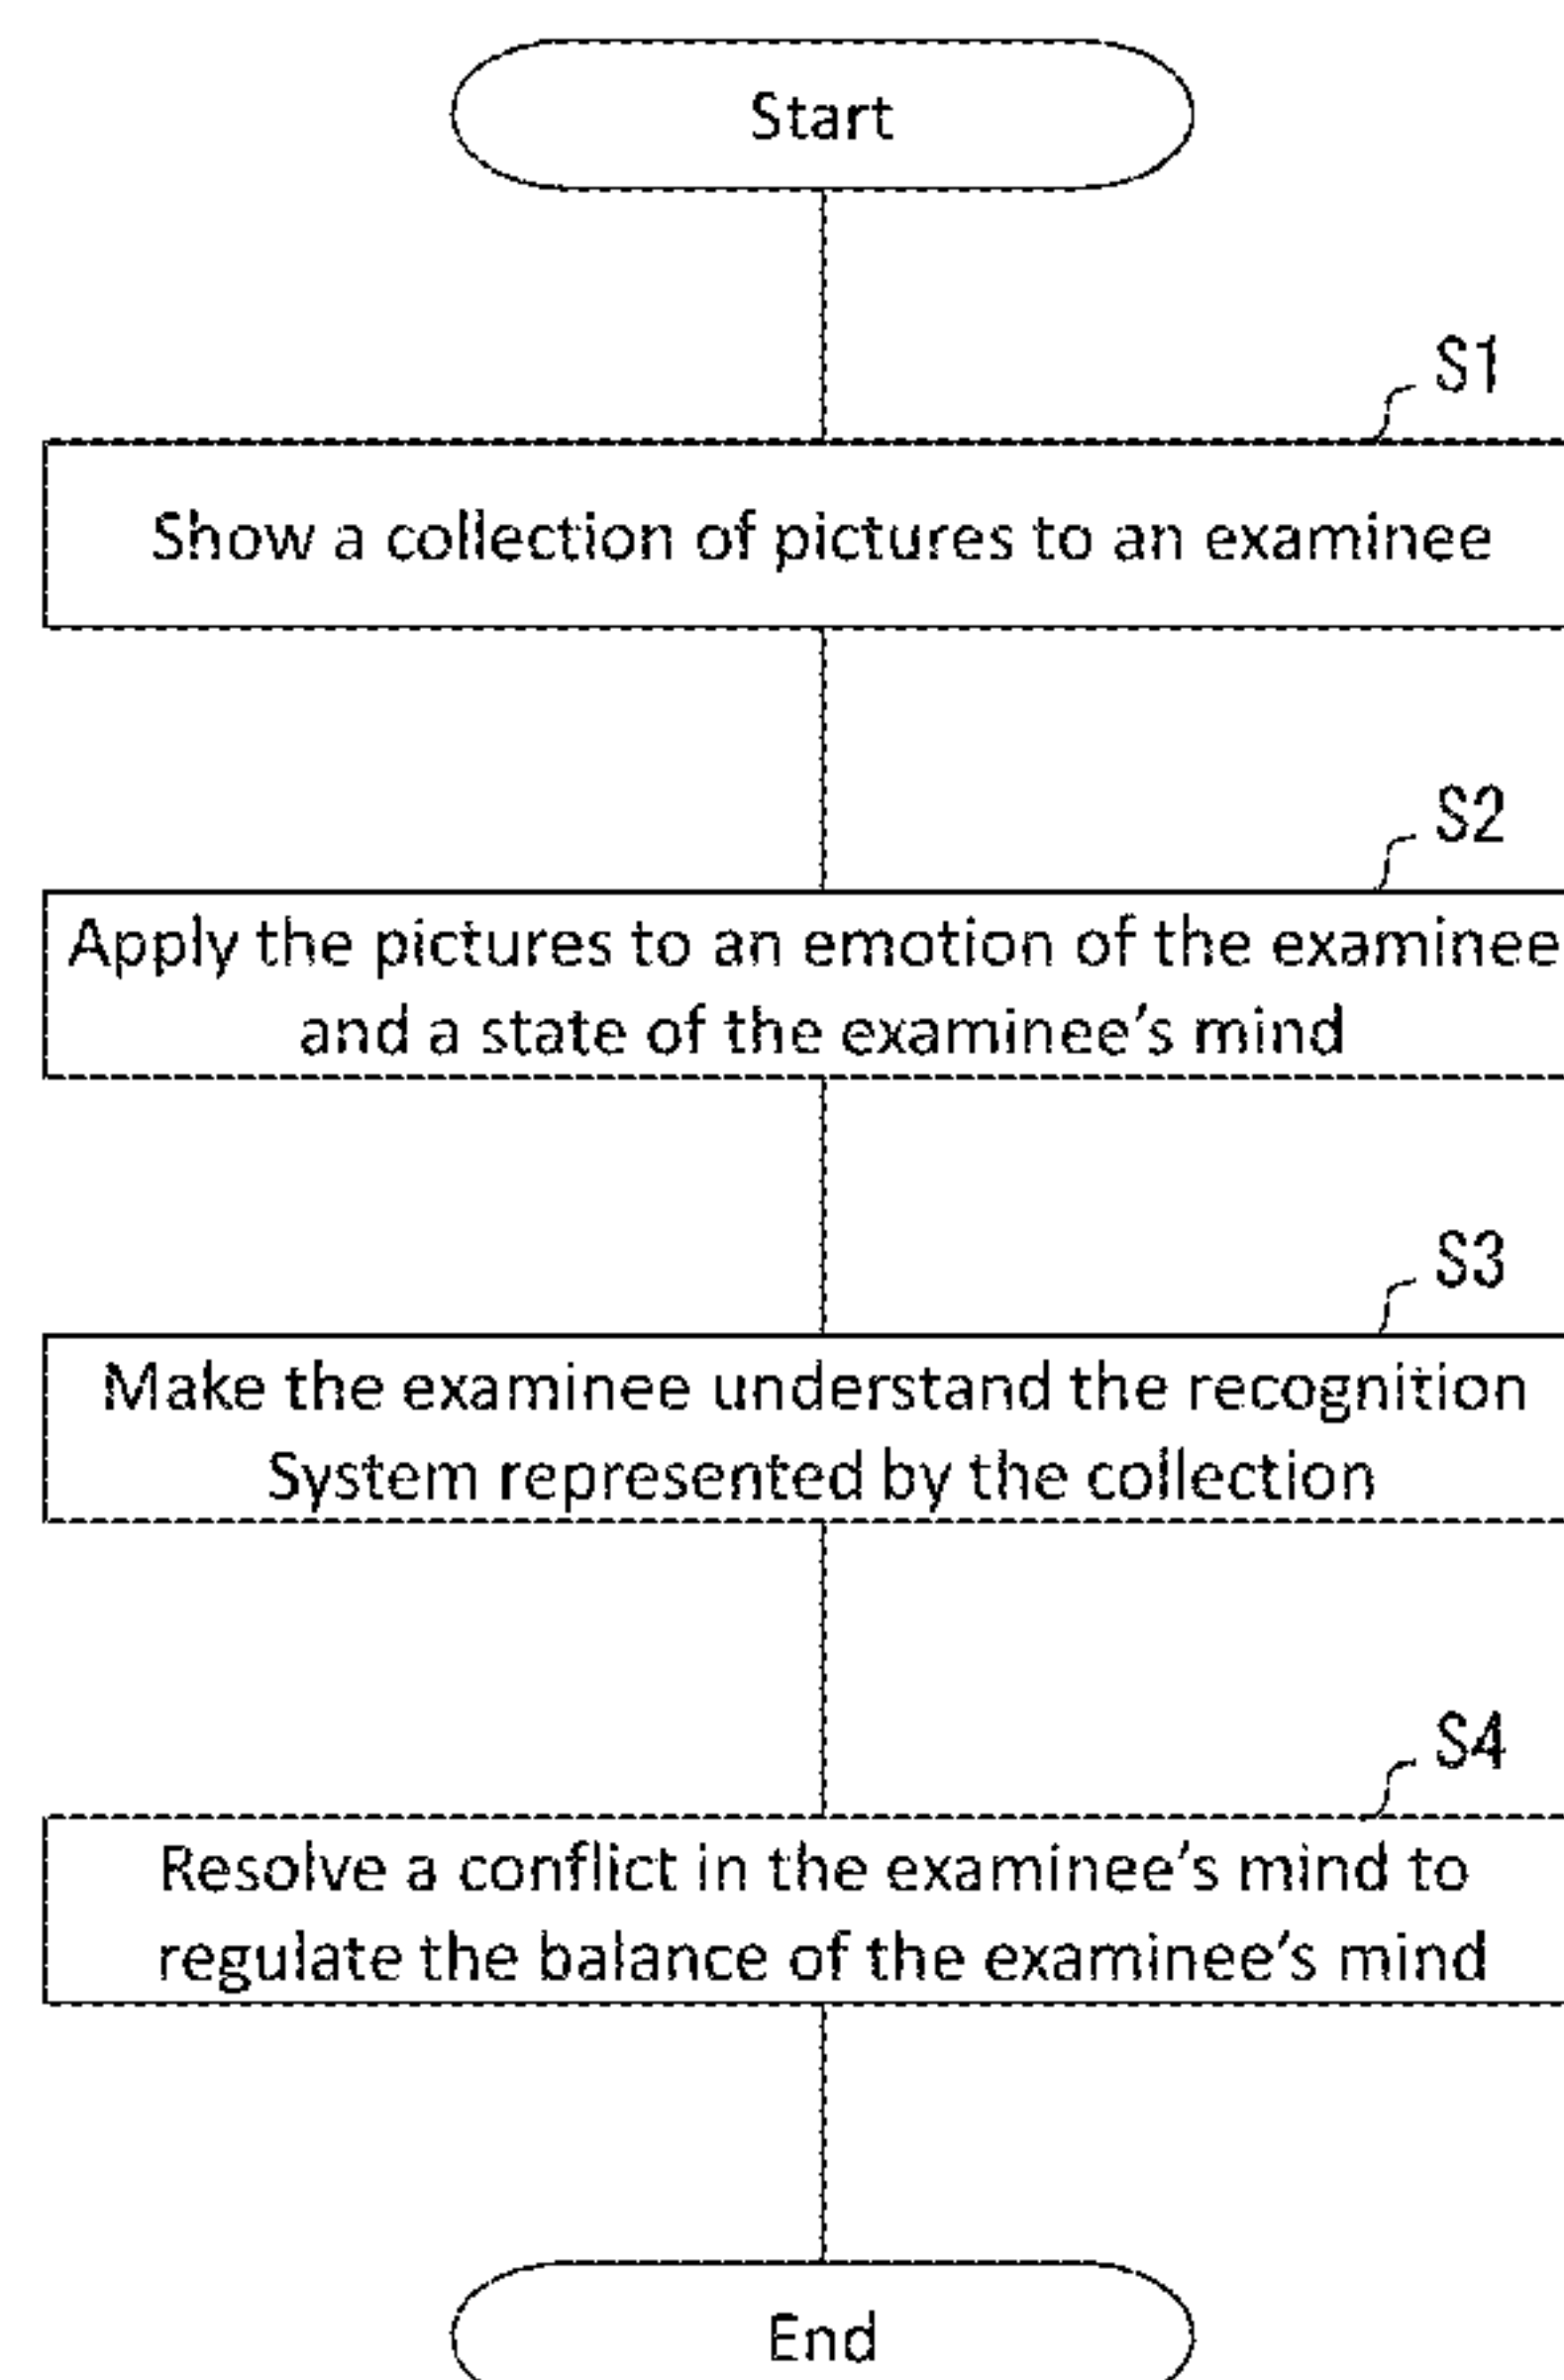 Start
S1
Show a collection of pictures to an examinee
S2
Apply the pictures to an emotion of the examinee
and a state of the examinee's mind
S3
Make the examinee understand the recognition
System represented by the collection
S4
Resolve a conflict in the examinee's mind to
regulate the balance of the examinee's mind
End